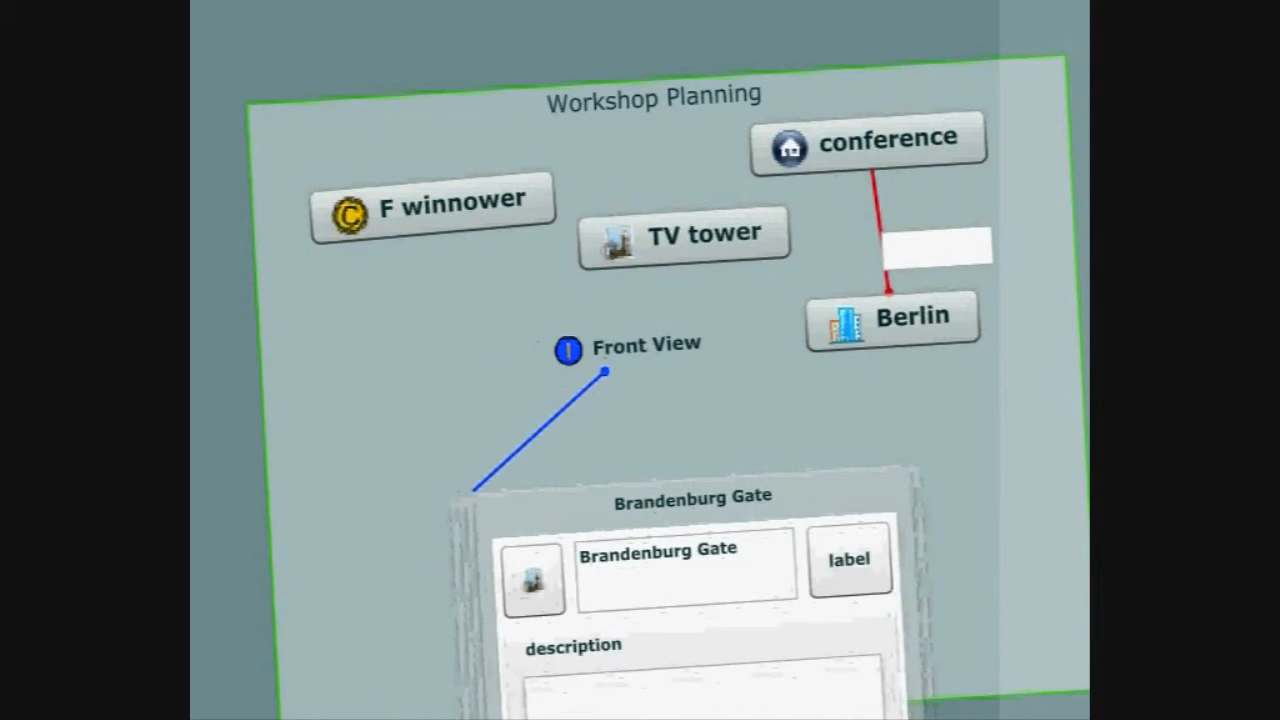 Workshop Planning
conference
F winnower
TV tower
Berlin
Front View
Brandenburg Gate
Brandenburg Gate
label
description